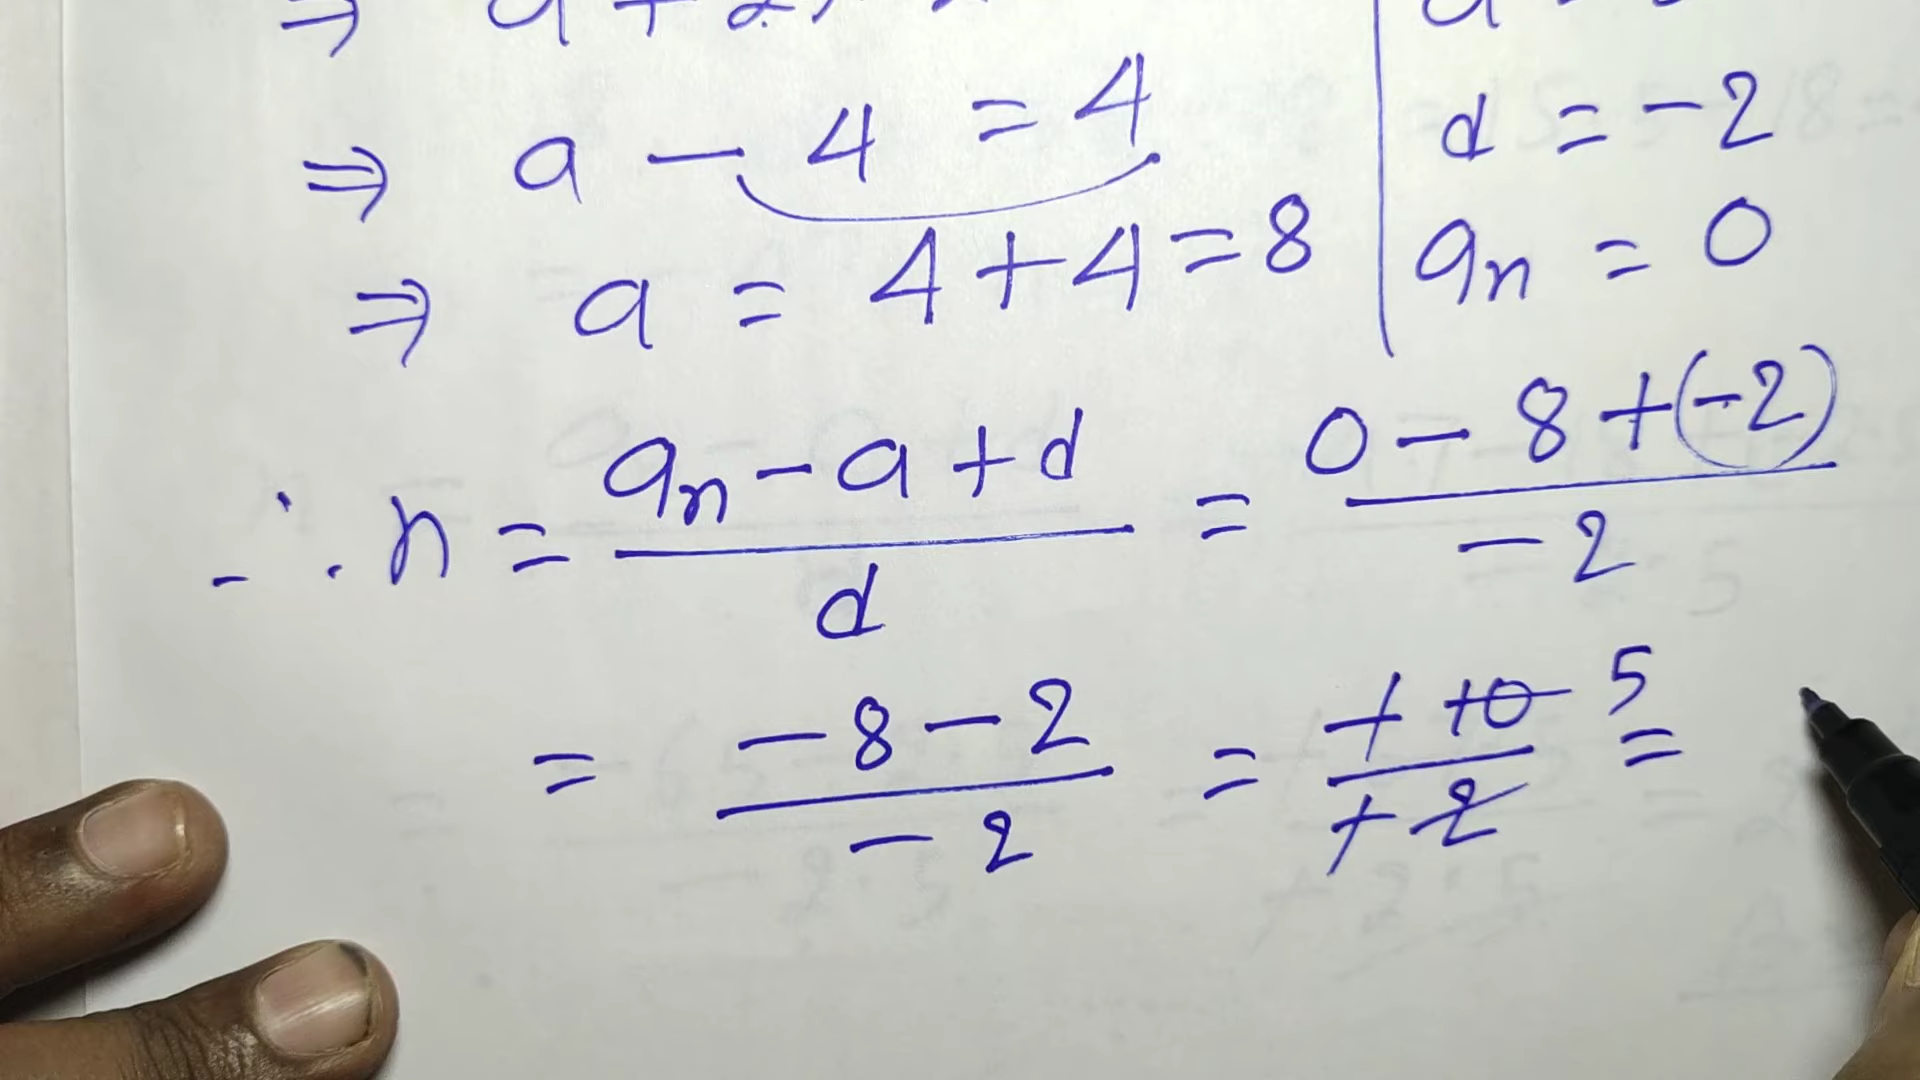 ⇒ a - 4 = 4
⇒ a = 4 + 4 = 8
d = -2
aₙ = 0
∴ n = (aₙ - a + d)/d = (0 - 8 + (-2))/(-2)
= (-8 - 2)/(-2) = (-10)/(-2) 5 =